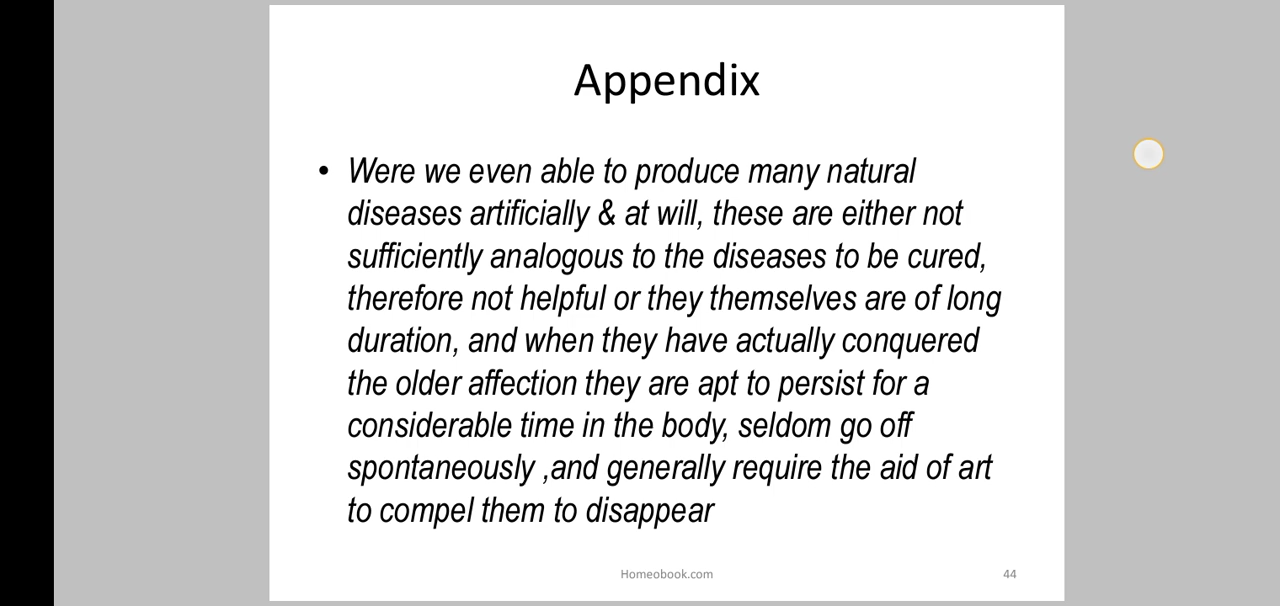 Appendix
• Were we even able to produce many natural
diseases artificially & at will, these are either not
sufficiently analogous to the diseases to be cured,
therefore not helpful or they themselves are of long
duration, and when they have actually conquered
the older affection they are apt to persist for a
considerable time in the body, seldom go off
spontaneously ,and generally require the aid of art
to compel them to disappear
Homeobook.com
44